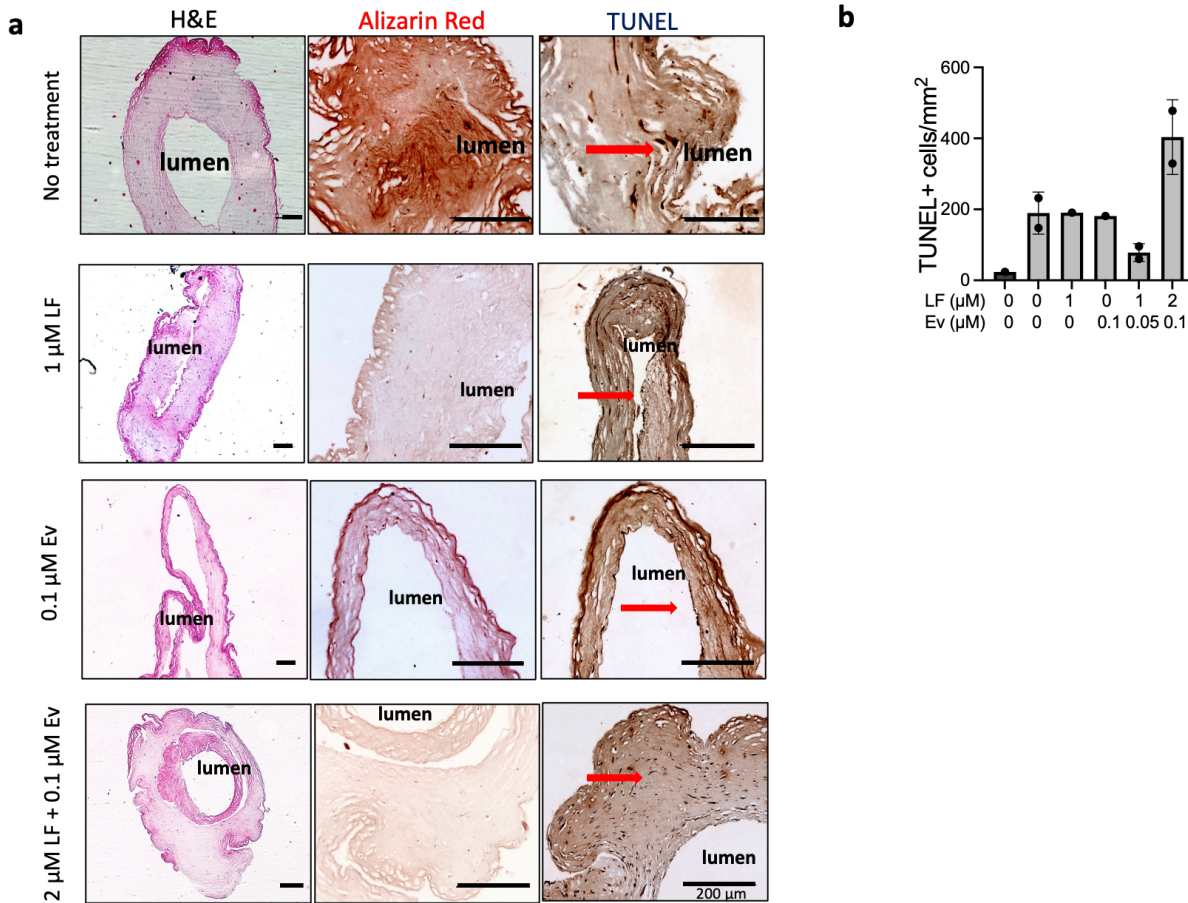 a
H&E
Alizarin Red
TUNEL
No treatment
lumen
lumen
lumen
1 µM LF
lumen
lumen
lumen
0.1 µM Ev
lumen
lumen
lumen
2 µM LF + 0.1 µM Ev
lumen
lumen
lumen
200 µm
b
TUNEL+ cells/mm²
600
400
200
0
LF (µM) 0 0 1 0 1 2
Ev (µM) 0 0 0 0.1 0.05 0.1